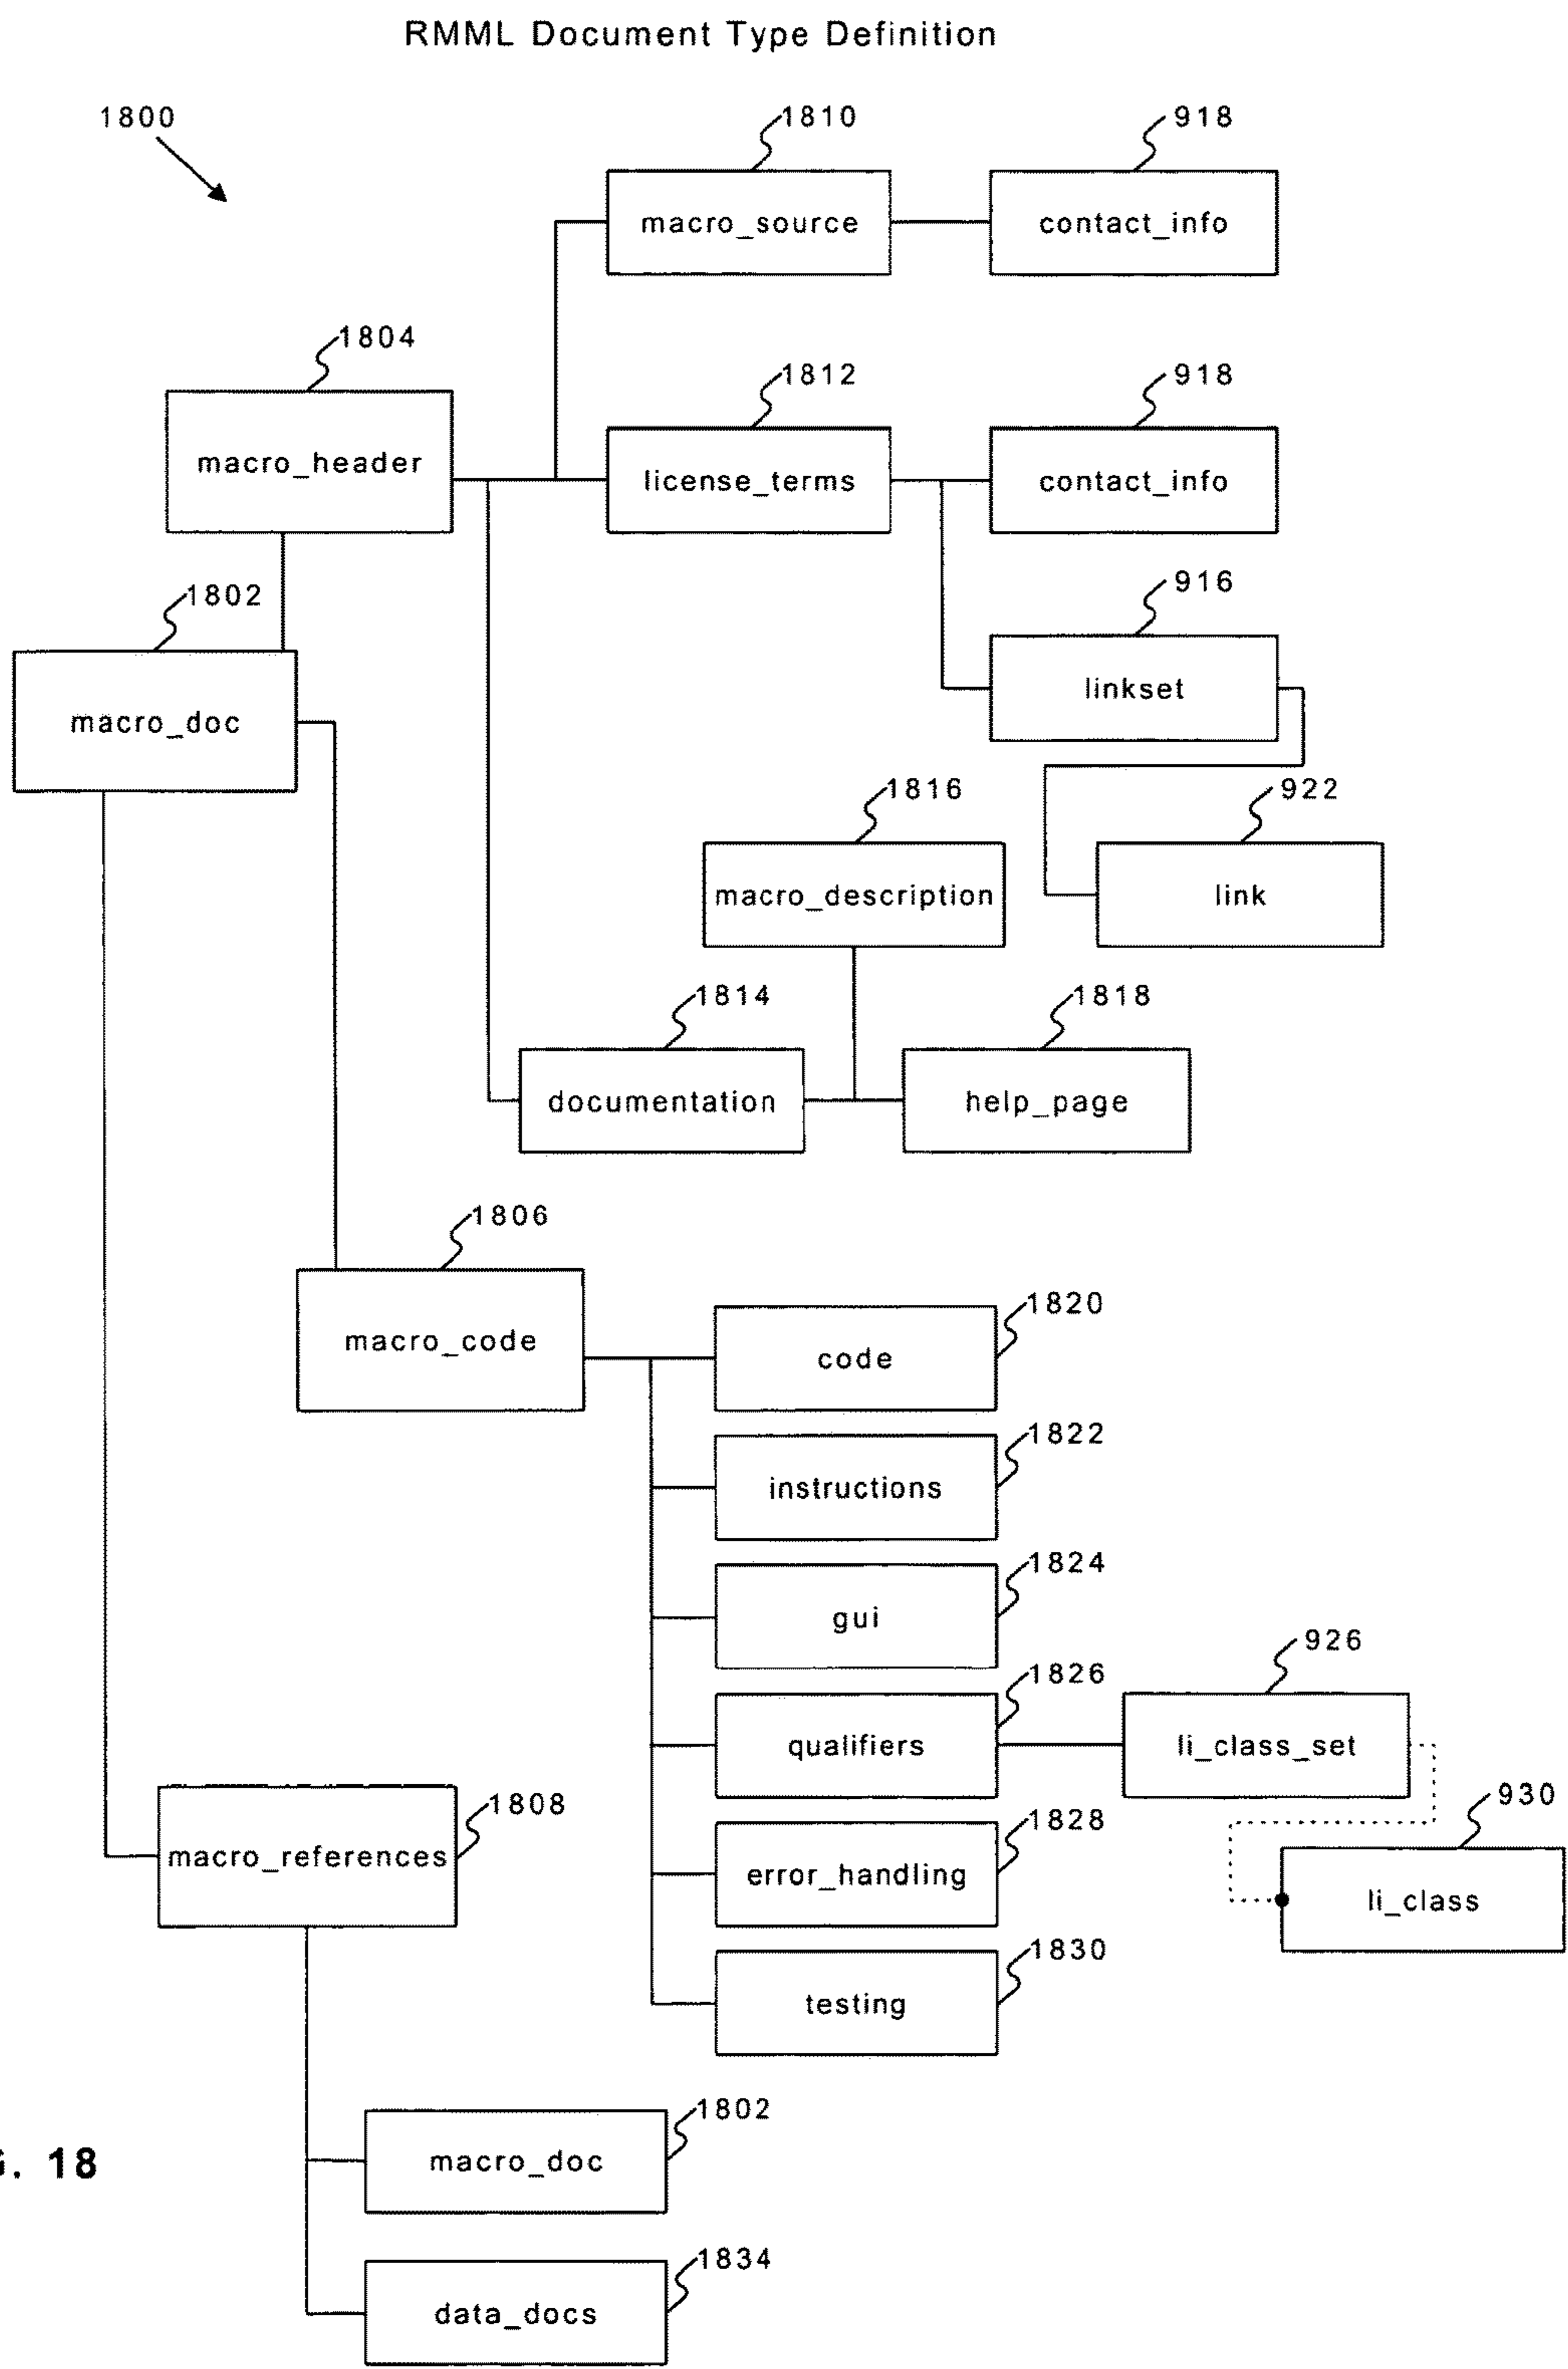 RMML Document Type Definition
1800
1810
918
macro_source
contact_info
1804
1812
918
macro_header
license_terms
contact_info
1802
916
macro_doc
linkset
1816
922
macro_description
link
1814
1818
documentation
help_page
1806
macro_code
1820
code
1822
instructions
1824
gui
1826
926
qualifiers
li_class_set
1808
macro_references
1828
error_handling
930
li_class
1830
testing
1802
macro_doc
. 18
1834
data_docs